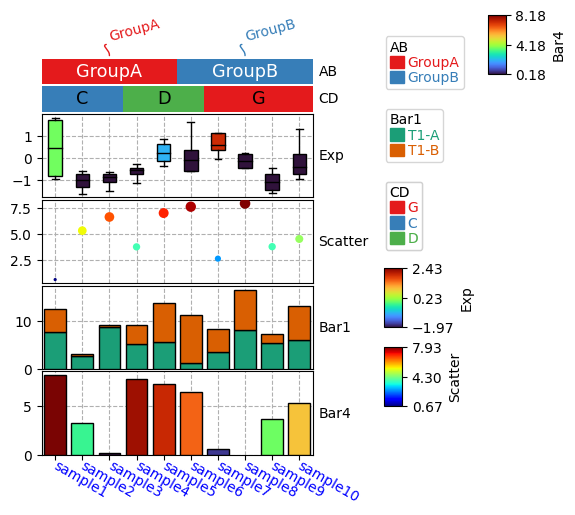 GroupA
GroupB
GroupA
GroupB
AB
C
D
G
CD
1
0
−1
Exp
7.5
5.0
2.5
Scatter
10
0
Bar1
5
0
Bar4
sample1
sample2
sample3
sample4
sample5
sample6
sample7
sample8
sample9
sample10
AB
GroupA
GroupB
Bar1
T1-A
T1-B
CD
G
C
D
8.18
4.18
0.18
Bar4
2.43
0.23
−1.97
Exp
7.93
4.30
0.67
Scatter